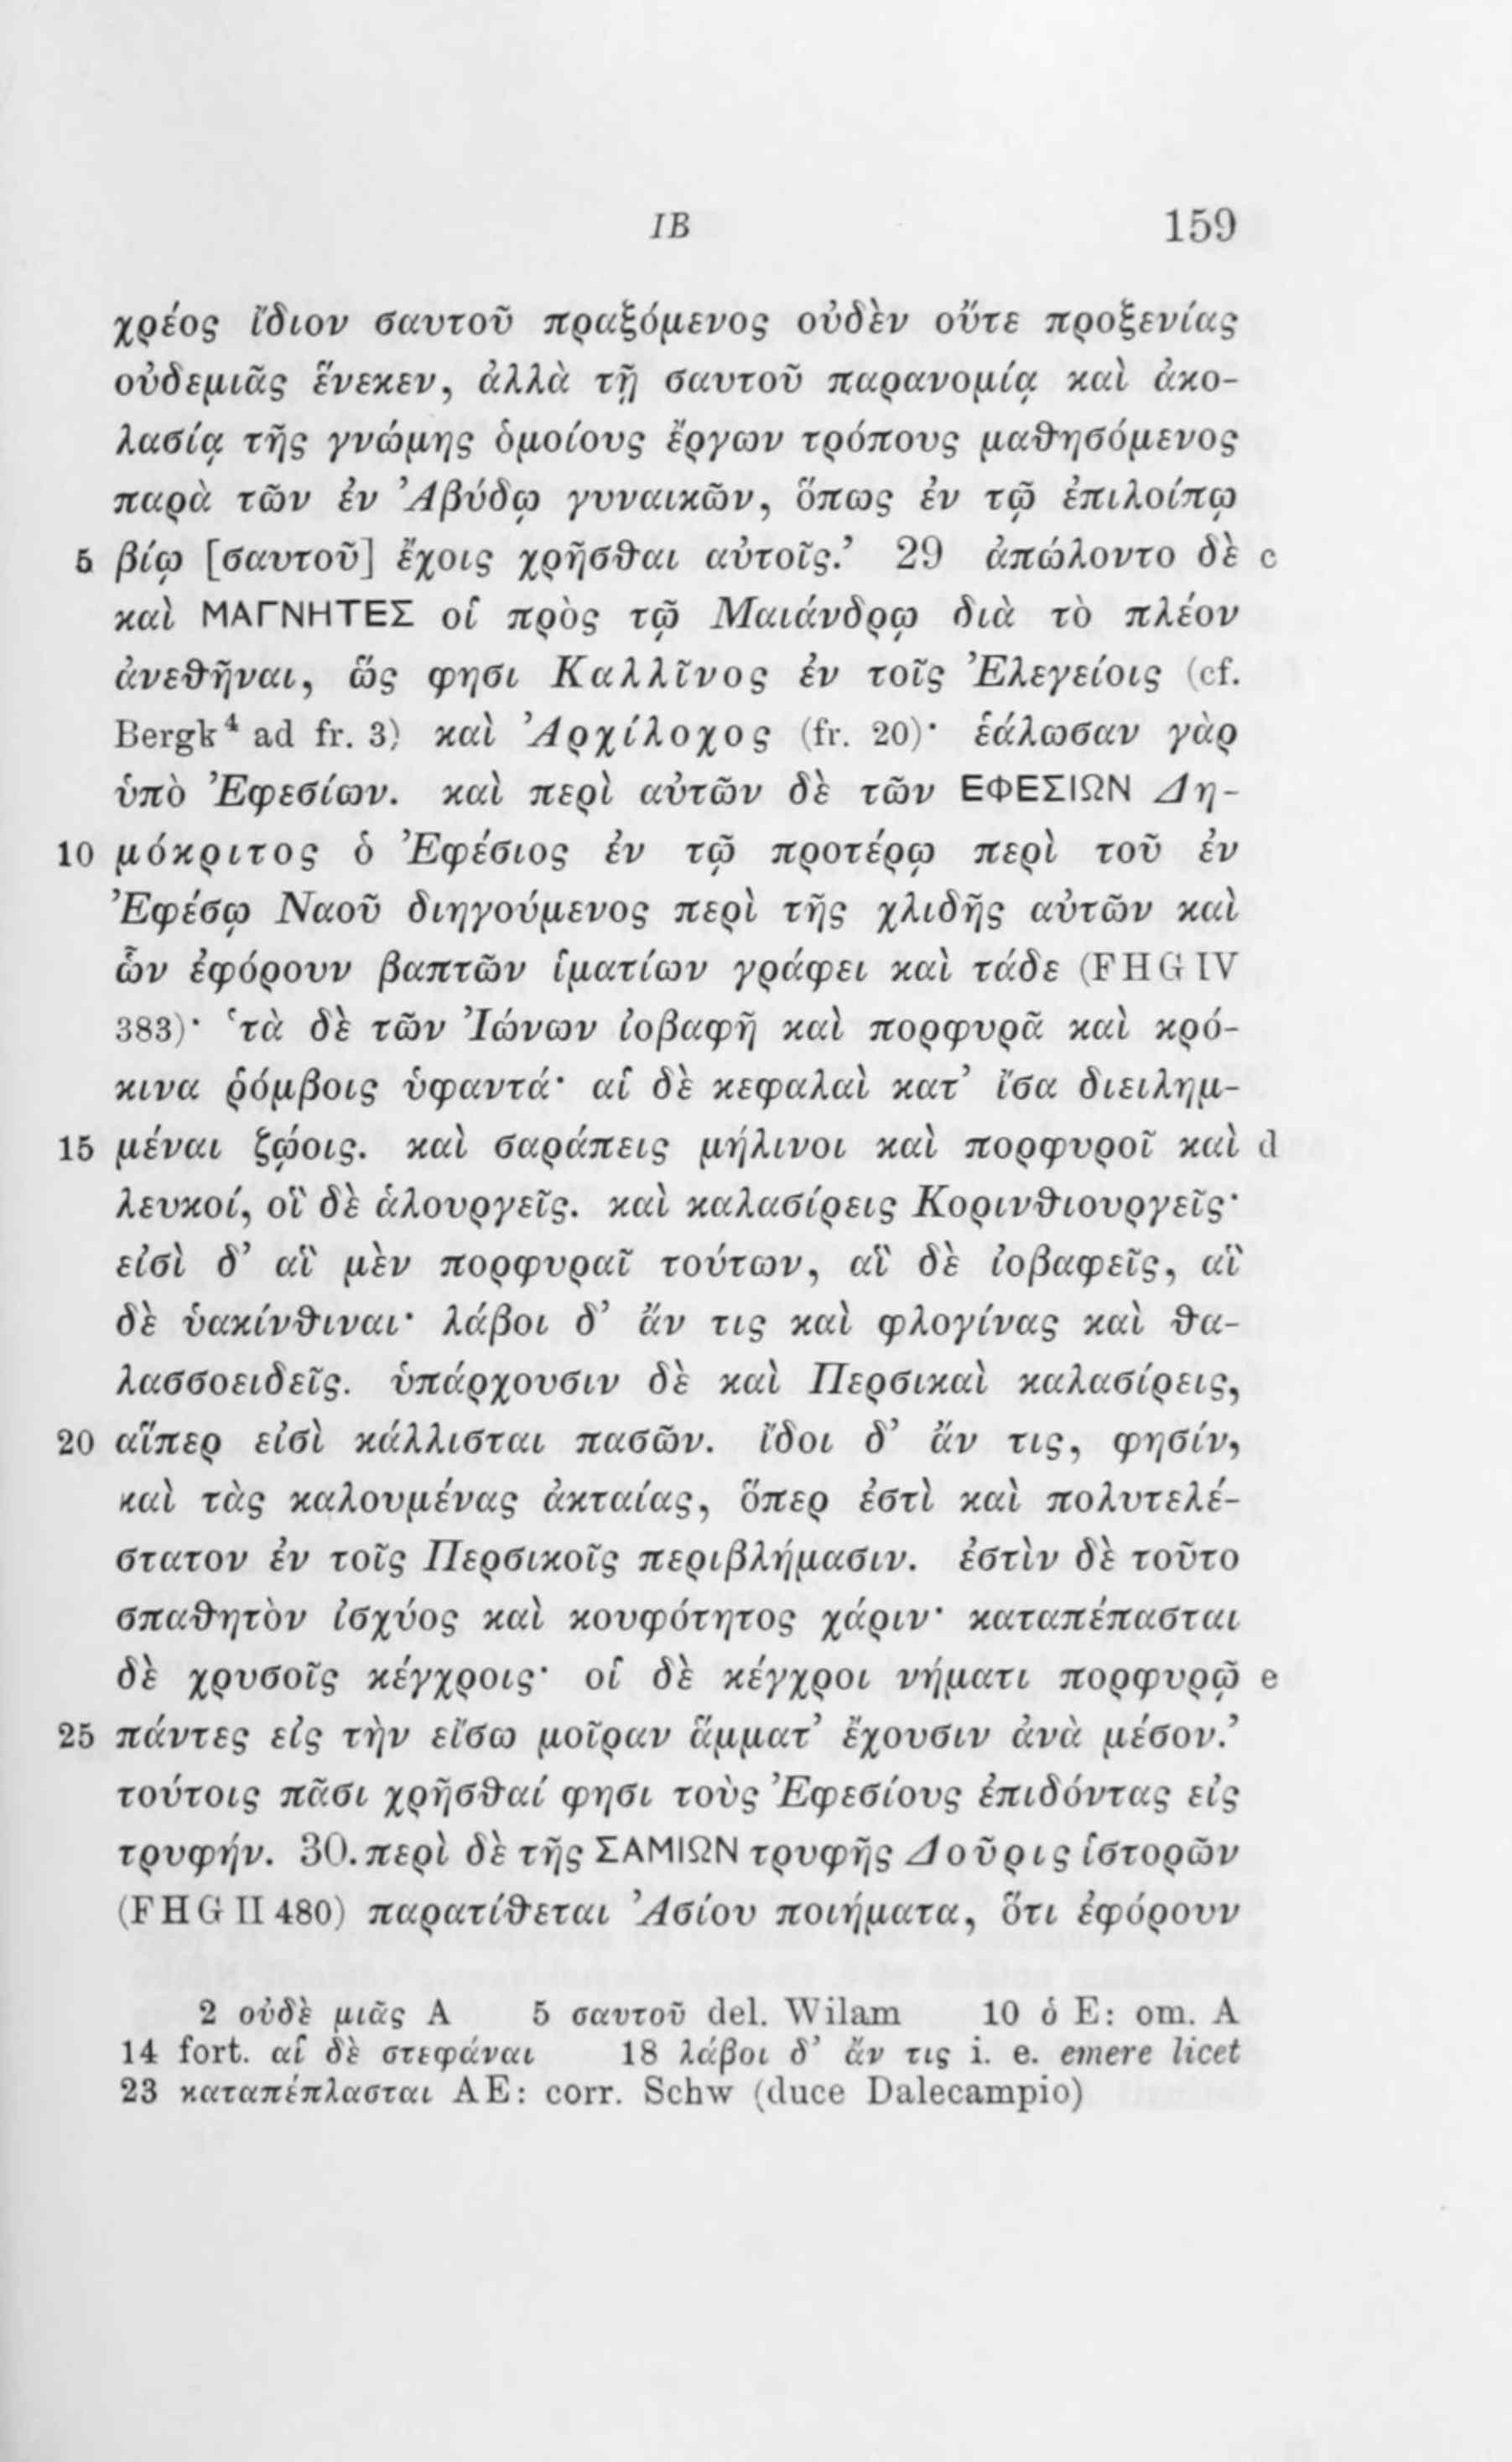 IB 159
χρέος ἴδιον σαυτοῦ πραξόμενος οὐδὲν οὔτε προξενίας
οὐδεμιᾶς ἕνεκεν, ἀλλὰ τῇ σαυτοῦ παρανομίᾳ καὶ ἀκο-
λασίᾳ τῆς γνώμης ὁμοίους ἔργων τρόπους μαθησόμενος
παρὰ τῶν ἐν Ἀβύδῳ γυναικῶν, ὅπως ἐν τῷ ἐπιλοίπῳ
5 βίῳ [σαυτοῦ] ἔχοις χρῆσθαι αὐτοῖς.’ 29 ἀπώλοντο δὲ c
καὶ ΜΑΓΝΗΤΕΣ οἱ πρὸς τῷ Μαιάνδρῳ διὰ τὸ πλέον
ἀνεθῆναι, ὥς φησι Καλλῖνος ἐν τοῖς Ἐλεγείοις (cf.
Bergk⁴ ad fr. 3) καὶ Ἀρχίλοχος (fr. 20)· ἑάλωσαν γὰρ
ὑπὸ Ἐφεσίων. καὶ περὶ αὐτῶν δὲ τῶν ΕΦΕΣΙΩΝ Δη-
10 μόκριτος ὁ Ἐφέσιος ἐν τῷ προτέρῳ περὶ τοῦ ἐν
Ἐφέσῳ Ναοῦ διηγούμενος περὶ τῆς χλιδῆς αὐτῶν καὶ
ὧν ἐφόρουν βαπτῶν ἱματίων γράφει καὶ τάδε (FHG IV
383)· ‘τὰ δὲ τῶν Ἰώνων ἰοβαφῆ καὶ πορφυρᾶ καὶ κρό-
κινα ῥόμβοις ὑφαντά· αἱ δὲ κεφαλαὶ κατ’ ἴσα διειλημ-
15 μέναι ζῴοις. καὶ σαράπεις μήλινοι καὶ πορφυροῖ καὶ d
λευκοί, οἳ δὲ ἁλουργεῖς. καὶ καλασίρεις Κορινθιουργεῖς·
εἰσὶ δ’ αἳ μὲν πορφυραῖ τούτων, αἳ δὲ ἰοβαφεῖς, αἳ
δὲ ὑακίνθιναι· λάβοι δ’ ἄν τις καὶ φλογίνας καὶ θα-
λασσοειδεῖς. ὑπάρχουσιν δὲ καὶ Περσικαὶ καλασίρεις,
20 αἵπερ εἰσὶ κάλλισται πασῶν. ἴδοι δ’ ἄν τις, φησίν,
καὶ τὰς καλουμένας ἀκταίας, ὅπερ ἐστὶ καὶ πολυτελέ-
στατον ἐν τοῖς Περσικοῖς περιβλήμασιν. ἐστὶν δὲ τοῦτο
σπαθητὸν ἰσχύος καὶ κουφότητος χάριν· καταπέπασται
δὲ χρυσοῖς κέγχροις· οἱ δὲ κέγχροι νήματι πορφυρῷ e
25 πάντες εἰς τὴν εἴσω μοῖραν ἅμματ’ ἔχουσιν ἀνὰ μέσον.’
τούτοις πᾶσι χρῆσθαί φησι τοὺς Ἐφεσίους ἐπιδόντας εἰς
τρυφήν. 30. περὶ δὲ τῆς ΣΑΜΙΩΝ τρυφῆς Δοῦρις ἱστορῶν
(FHG II 480) παρατίθεται Ἀσίου ποιήματα, ὅτι ἐφόρουν
2 οὐδὲ μιᾶς A 5 σαυτοῦ del. Wilam 10 ὁ E: om. A
14 fort. αἱ δὲ στεφάναι 18 λάβοι δ’ ἄν τις i. e. emere licet
23 καταπέπλασται AE: corr. Schw (duce Dalecampio)